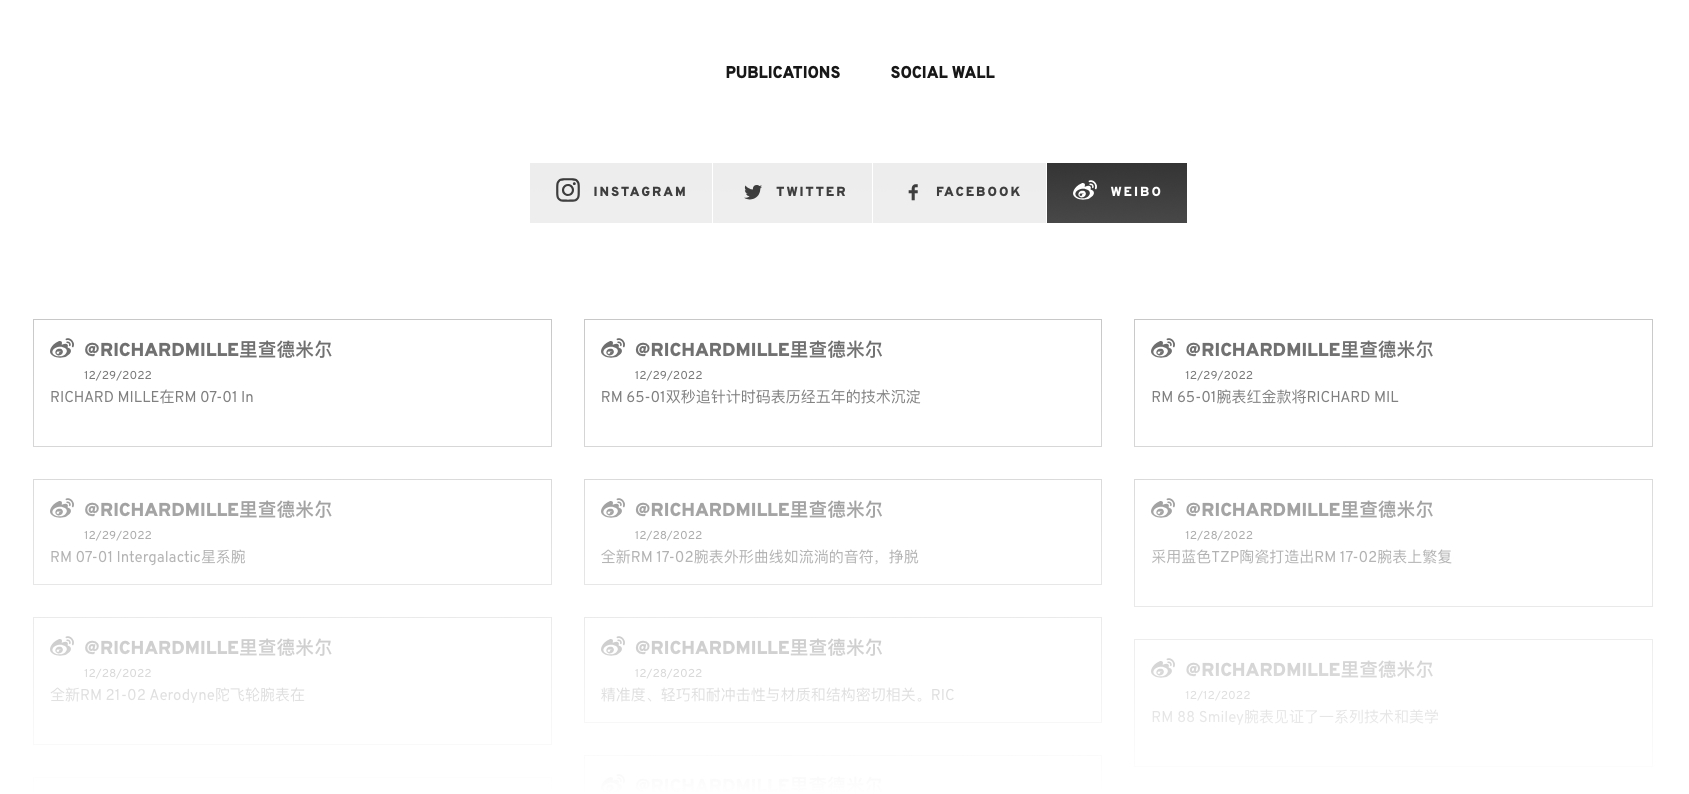 PUBLICATIONS SOCIAL WALL
INSTAGRAM TWITTER FACEBOOK WEIBO
@RICHARDMILLE里查德米尔
12/29/2022
RICHARD MILLE在RM 07-01 In
@RICHARDMILLE里查德米尔
12/29/2022
RM 65-01双秒追针计时码表历经五年的技术沉淀
@RICHARDMILLE里查德米尔
12/29/2022
RM 65-01腕表红金款将RICHARD MIL
@RICHARDMILLE里查德米尔
12/29/2022
RM 07-01 Intergalactic星系腕
@RICHARDMILLE里查德米尔
12/28/2022
全新RM 17-02腕表外形曲线如流淌的音符，挣脱
@RICHARDMILLE里查德米尔
12/28/2022
采用蓝色TZP陶瓷打造出RM 17-02腕表上繁复
@RICHARDMILLE里查德米尔
12/28/2022
全新RM 21-02 Aerodyne陀飞轮腕表在
@RICHARDMILLE里查德米尔
12/28/2022
精准度、轻巧和耐冲击性与材质和结构密切相关。RIC
@RICHARDMILLE里查德米尔
12/12/2022
RM 88 Smiley腕表见证了一系列技术和美学
@RICHARDMILLE里查德米尔